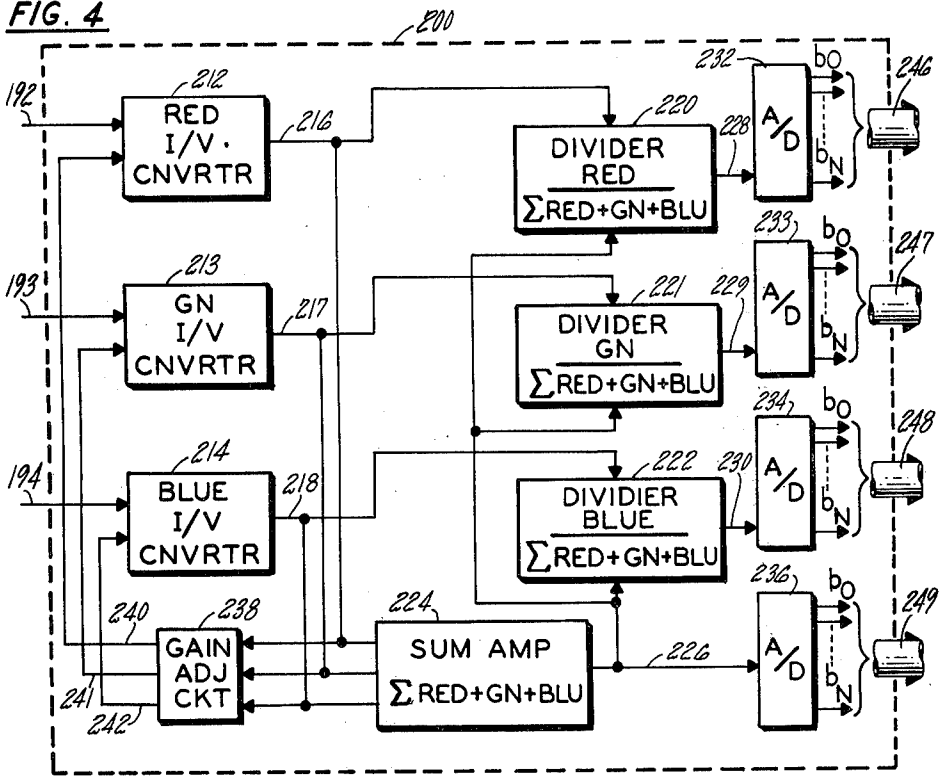 FIG. 4
200
192
212
RED
I/V.
CNVRTR
216
220
DIVIDER
RED
ΣRED+GN+BLU
228
232
A/D
b0
bN
246
193
213
GN
I/V
CNVRTR
217
221
DIVIDER
GN
ΣRED+GN+BLU
229
233
A/D
b0
bN
247
194
214
BLUE
I/V
CNVRTR
218
222
DIVIDIER
BLUE
ΣRED+GN+BLU
230
234
A/D
b0
bN
248
240
241
242
238
GAIN
ADJ
CKT
224
SUM AMP
ΣRED+GN+BLU
226
236
A/D
b0
bN
249